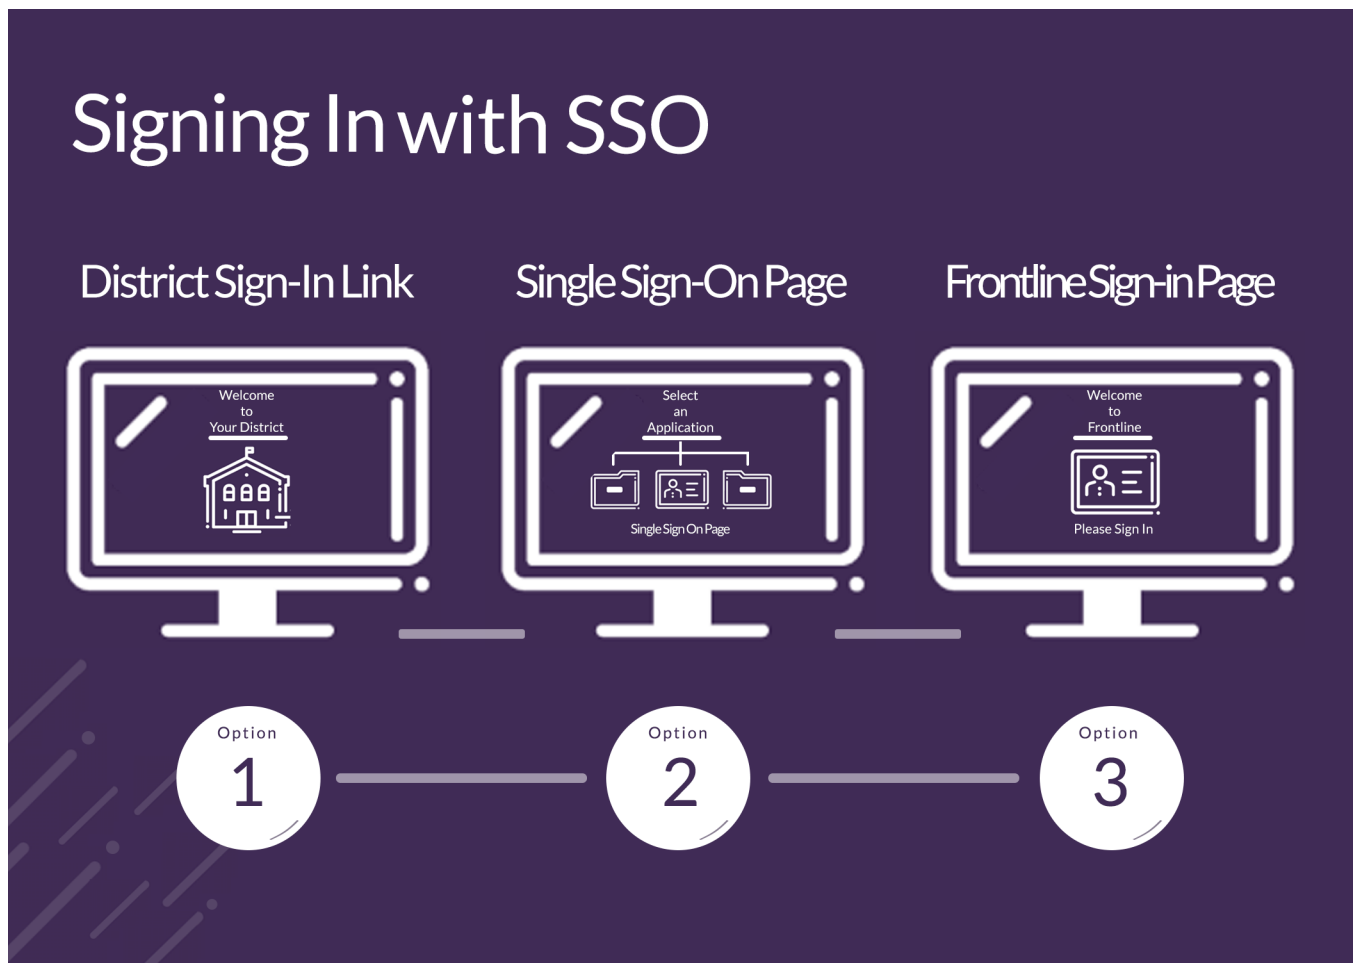 Signing In with SSO
District Sign-In Link
Single Sign-On Page
Frontline Sign-in Page
Welcome
to
Your District
Select
an
Application
Single Sign On Page
Welcome
to
Frontline
Please Sign In
Option
1
Option
2
Option
3